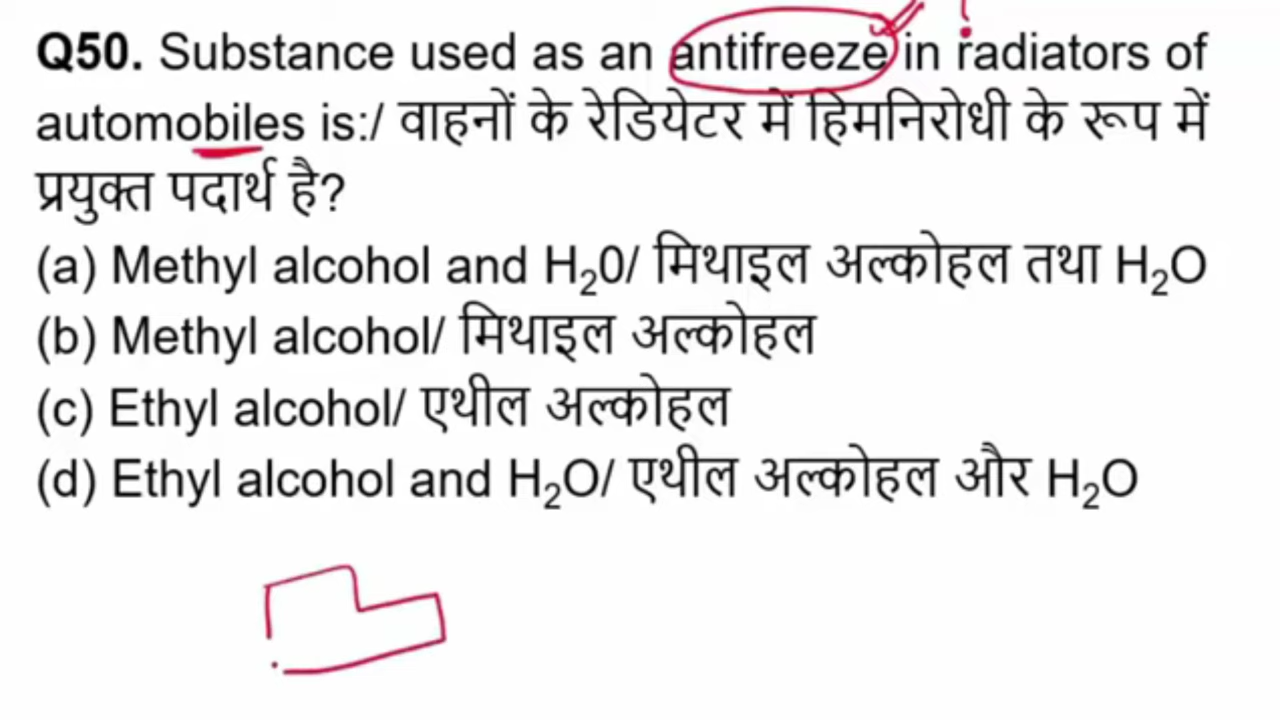 Q50. Substance used as an antifreeze in radiators of
automobiles is:/ वाहनों के रेडियेटर में हिमनिरोधी के रूप में
प्रयुक्त पदार्थ है?
(a) Methyl alcohol and H₂0/ मिथाइल अल्कोहल तथा H₂O
(b) Methyl alcohol/ मिथाइल अल्कोहल
(c) Ethyl alcohol/ एथील अल्कोहल
(d) Ethyl alcohol and H₂O/ एथील अल्कोहल और H₂O